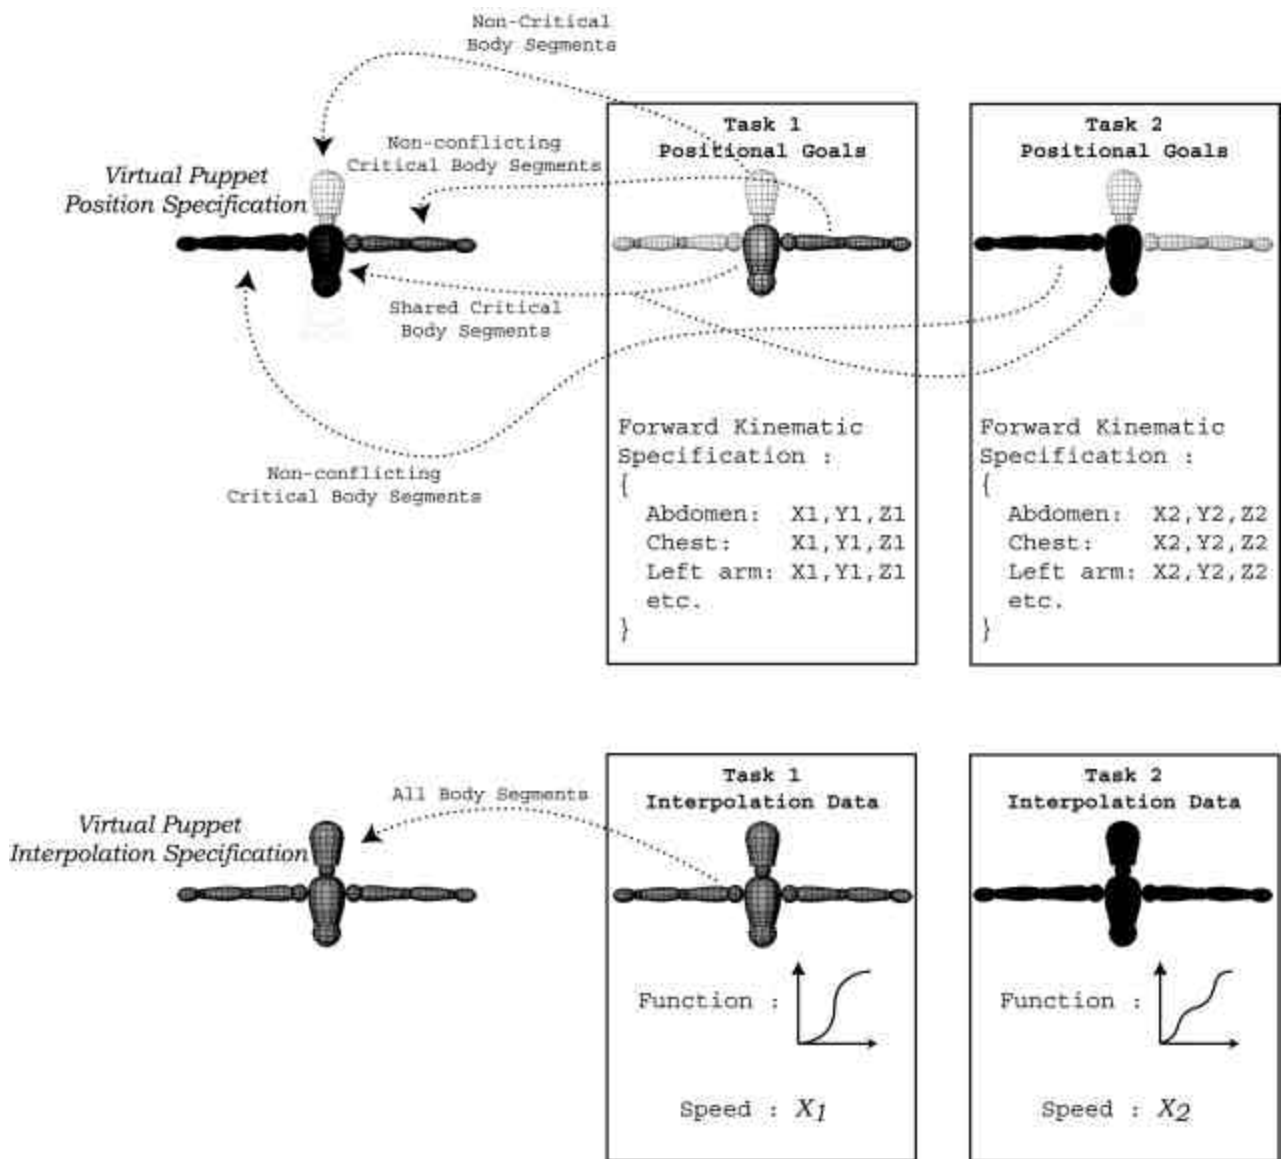 Non-Critical
Body Segments
Non-conflicting
Critical Body Segments
Virtual Puppet
Position Specification
Shared Critical
Body Segments
Non-conflicting
Critical Body Segments
Task 1
Positional Goals
Forward Kinematic
Specification :
{
Abdomen: X1,Y1,Z1
Chest: X1,Y1,Z1
Left arm: X1,Y1,Z1
etc.
}
Task 2
Positional Goals
Forward Kinematic
Specification :
{
Abdomen: X2,Y2,Z2
Chest: X2,Y2,Z2
Left arm: X2,Y2,Z2
etc.
}
All Body Segments
Virtual Puppet
Interpolation Specification
Task 1
Interpolation Data
Function :
Speed : X1
Task 2
Interpolation Data
Function :
Speed : X2